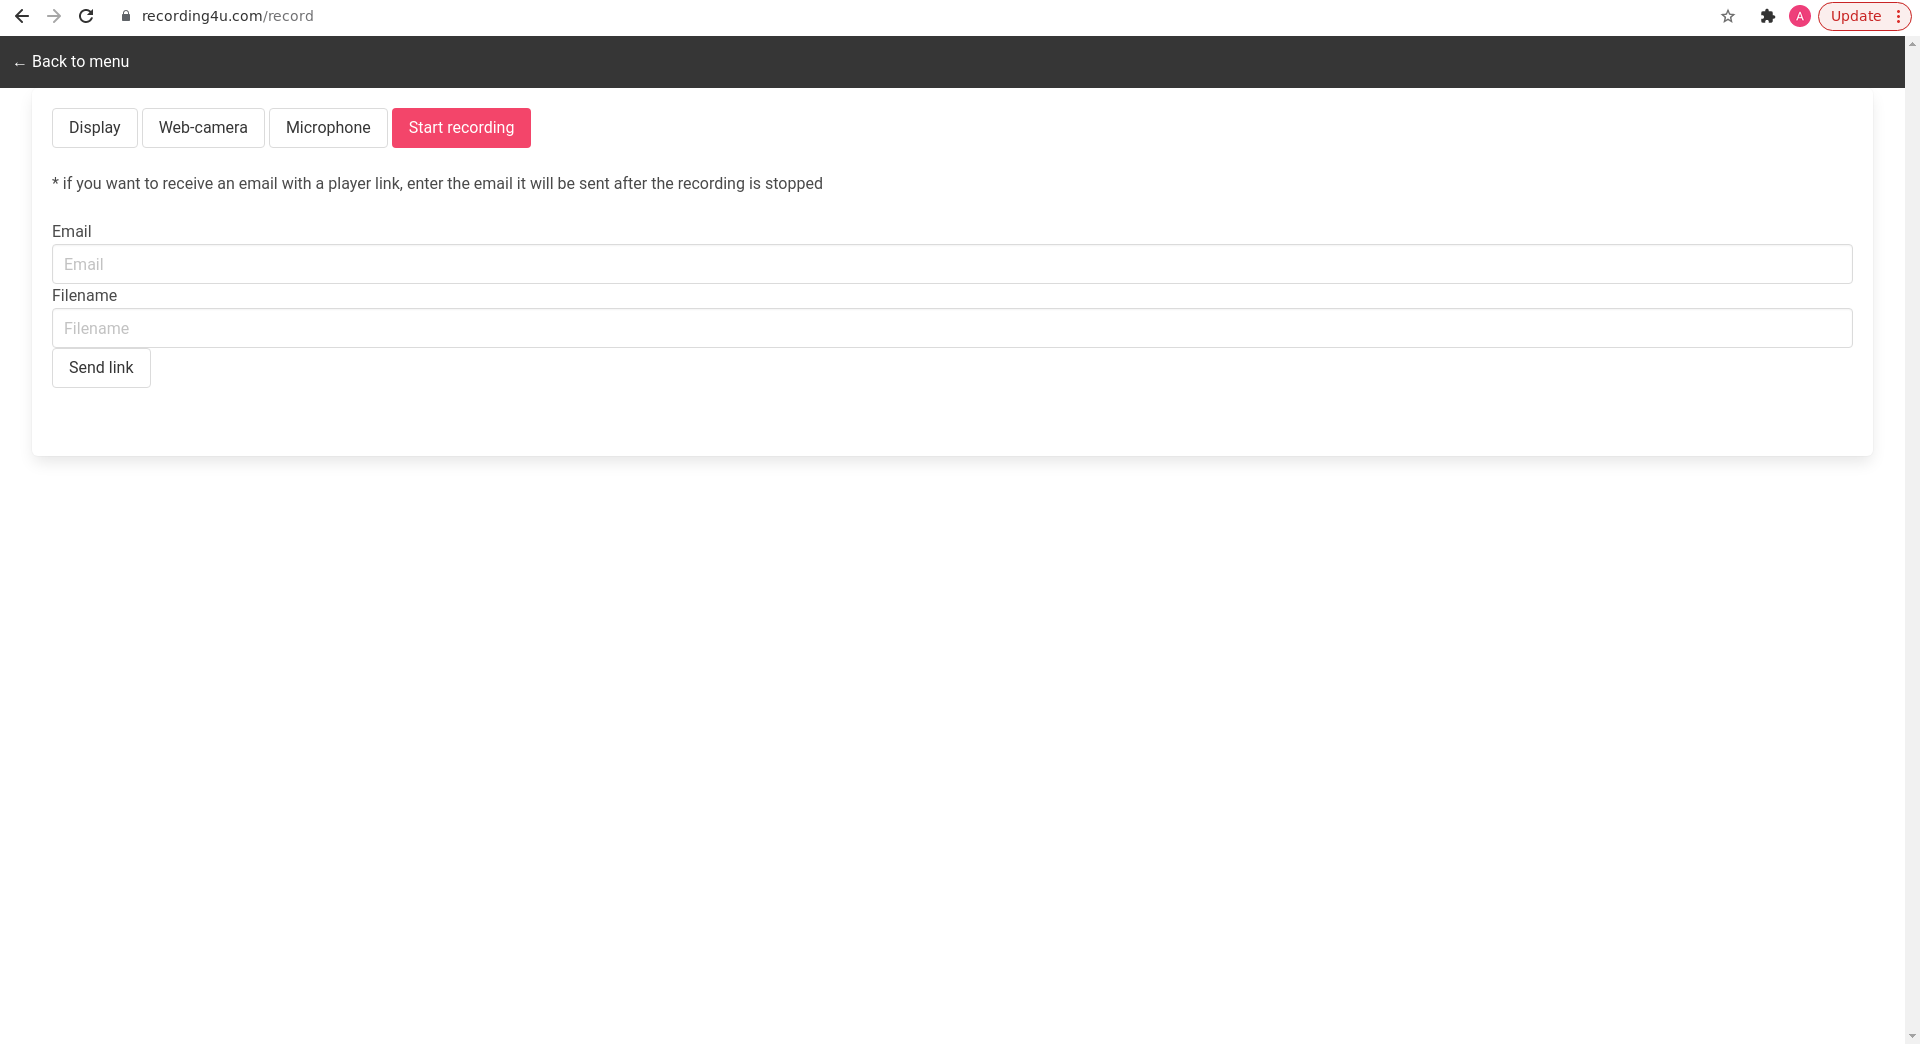 recording4u.com/record
A
Update
← Back to menu
Display Web-camera Microphone Start recording
* if you want to receive an email with a player link, enter the email it will be sent after the recording is stopped
Email
Email
Filename
Filename
Send link